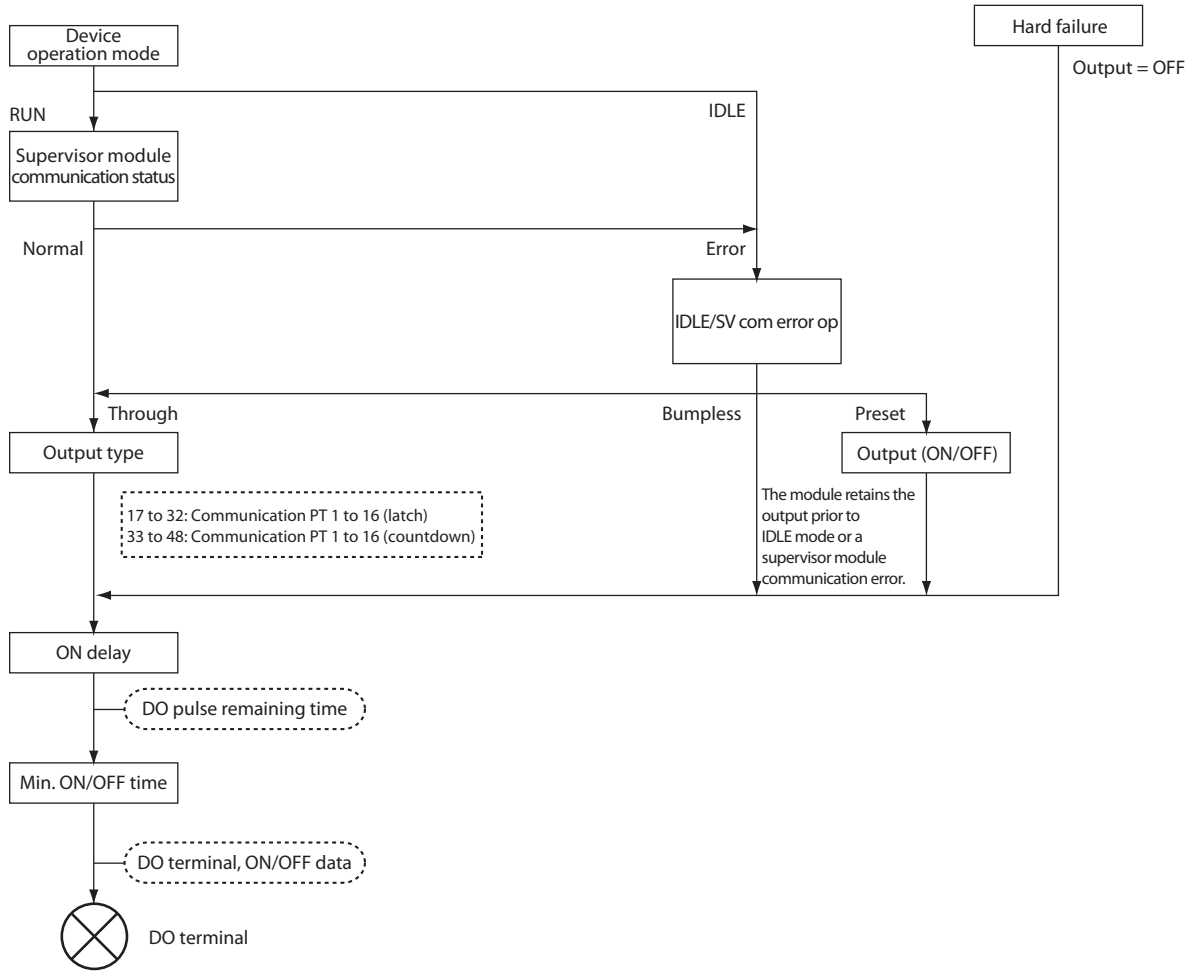 Device
operation mode
Hard failure
Output = OFF
RUN
IDLE
Supervisor module
communication status
Normal
Error
IDLE/SV com error op
Through
Bumpless
Preset
Output type
Output (ON/OFF)
17 to 32: Communication PT 1 to 16 (latch)
33 to 48: Communication PT 1 to 16 (countdown)
The module retains the
output prior to
IDLE mode or a
supervisor module
communication error.
ON delay
DO pulse remaining time
Min. ON/OFF time
DO terminal, ON/OFF data
DO terminal